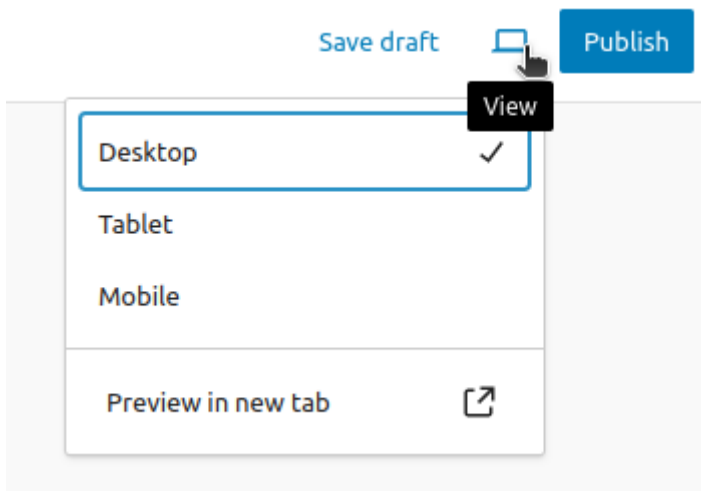 Save draft
Publish
View
Desktop
Tablet
Mobile
Preview in new tab